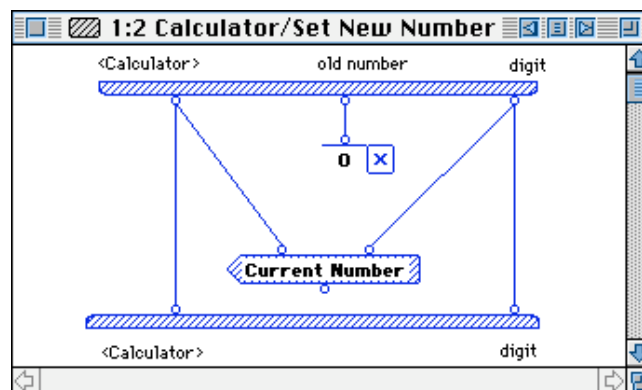 1:2 Calculator/Set New Number
<Calculator> old number digit
0
Current Number
<Calculator> digit